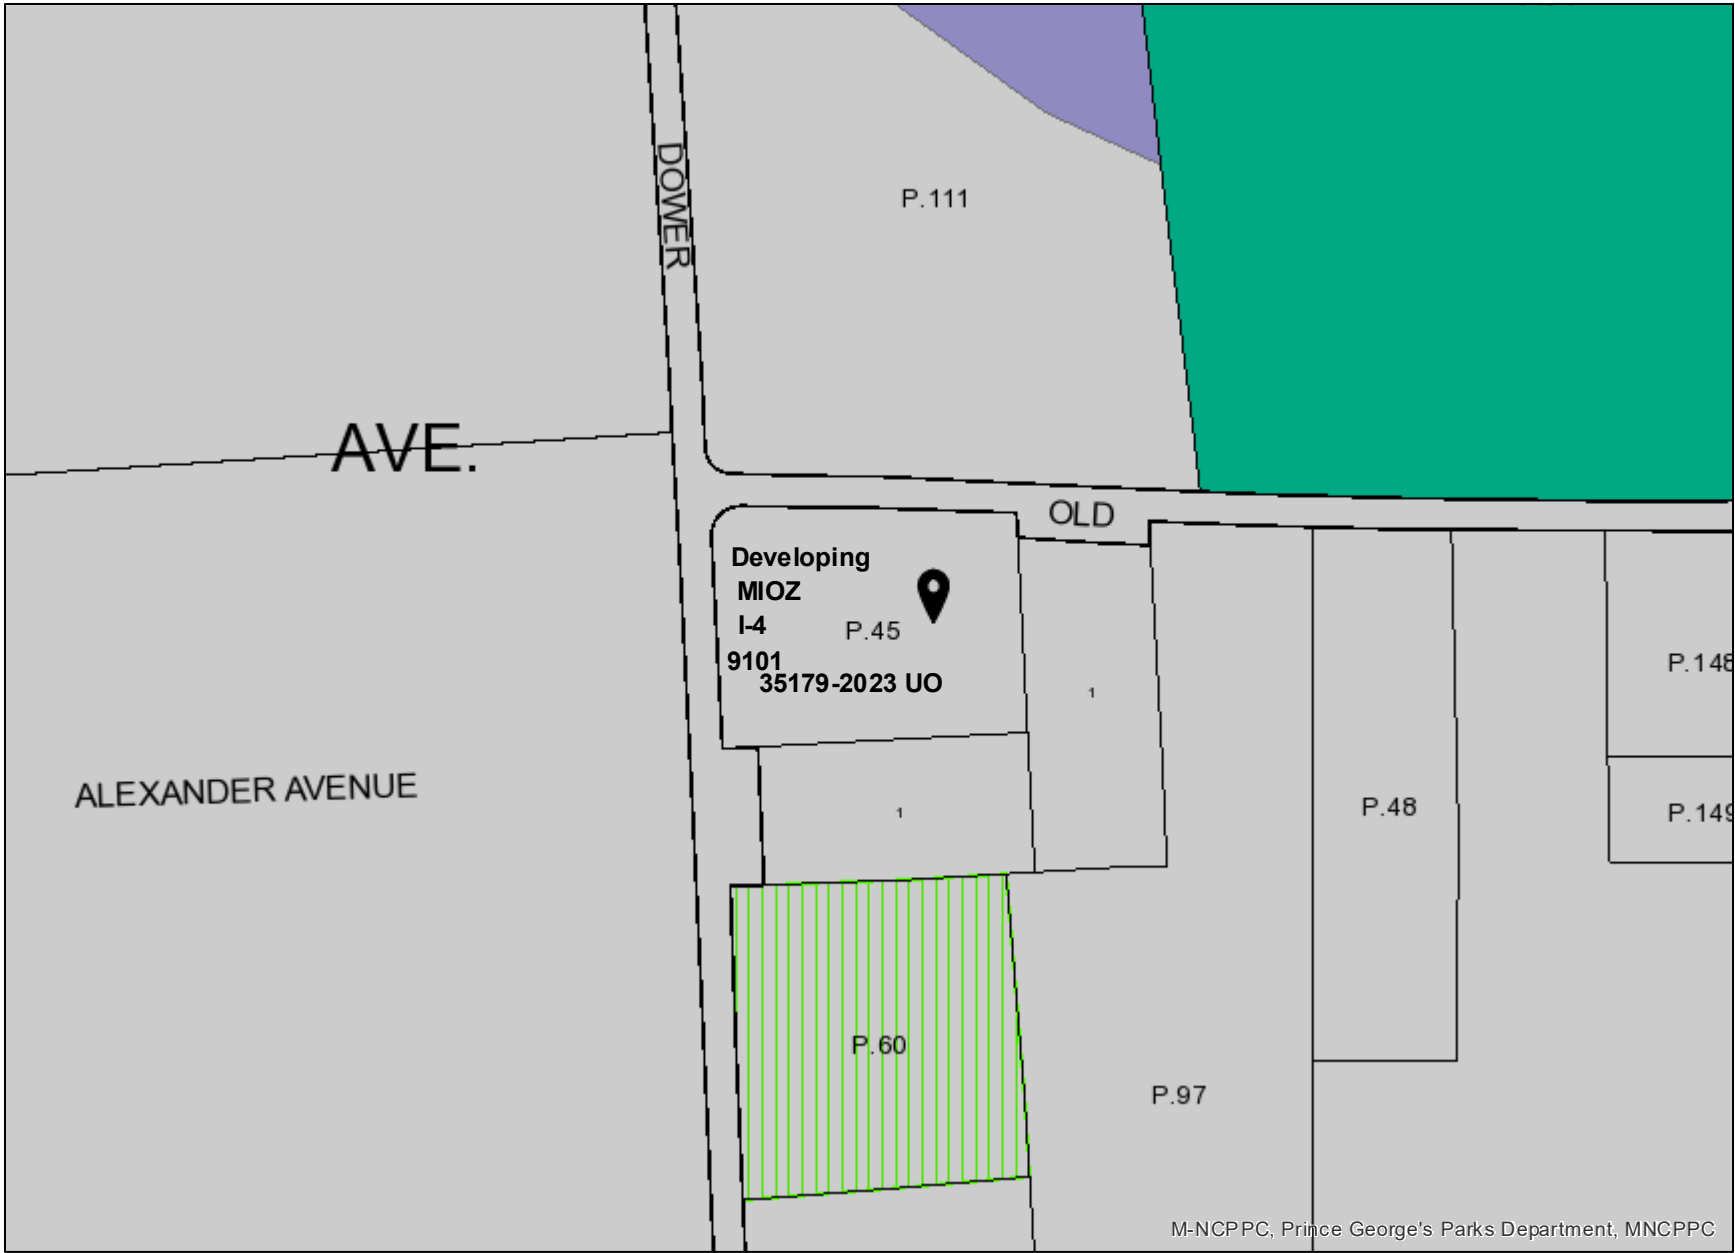 DOWER
P.111
AVE.
OLD
Developing
MIOZ
I-4
P.45
9101
35179-2023 UO
1
P.148
ALEXANDER AVENUE
1
P.48
P.149
P.60
P.97
M-NCPPC, Prince George's Parks Department, MNCPPC